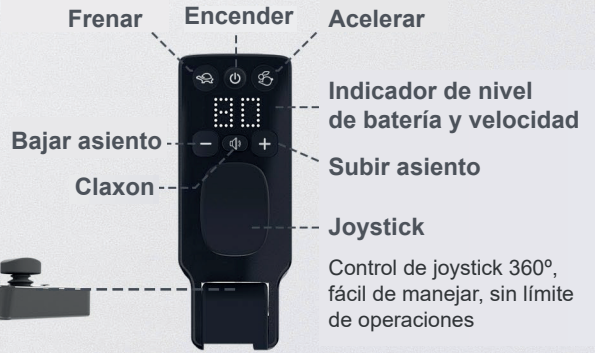 Frenar
Encender
Acelerar
80
Indicador de nivel
de batería y velocidad
Bajar asiento
Subir asiento
Claxon
Joystick
Control de joystick 360º,
fácil de manejar, sin límite
de operaciones